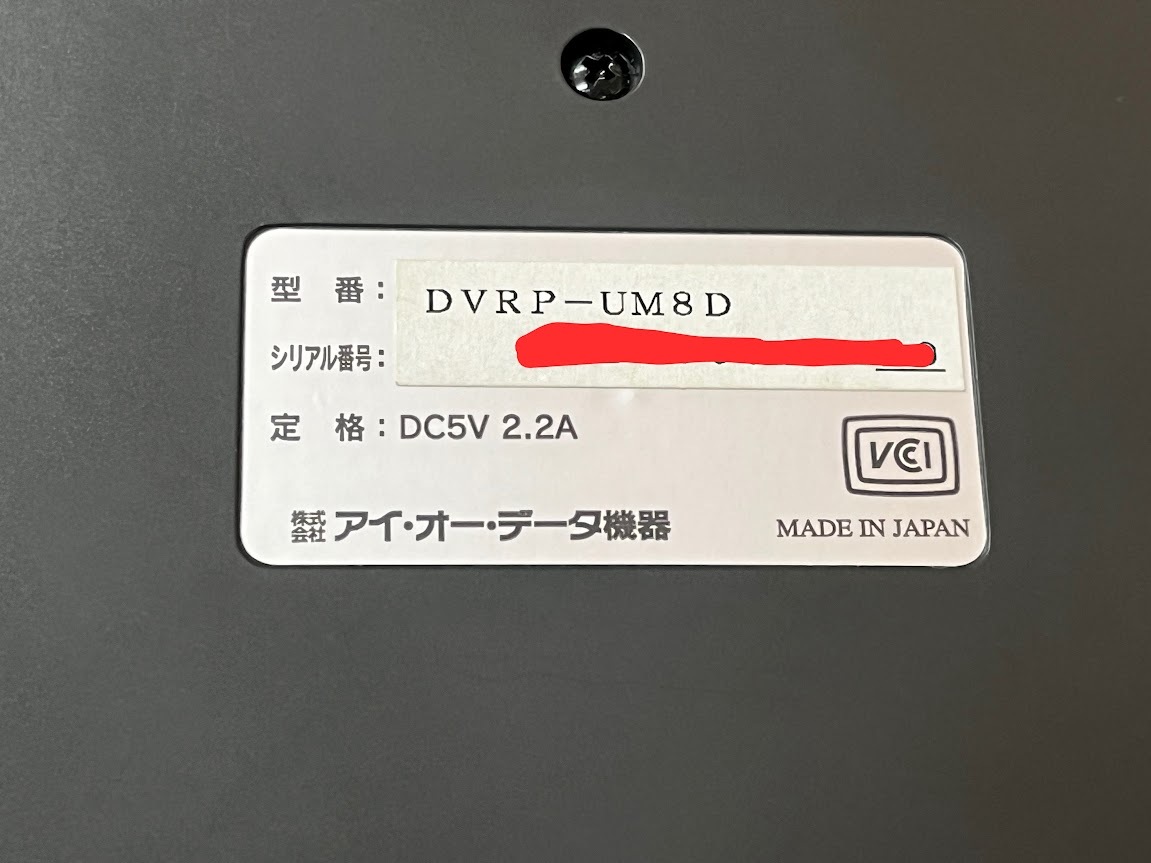 型　番： DVRP-UM8D
シリアル番号：
定　格：DC5V 2.2A
VCCI
株式会社 アイ・オー・データ機器
MADE IN JAPAN